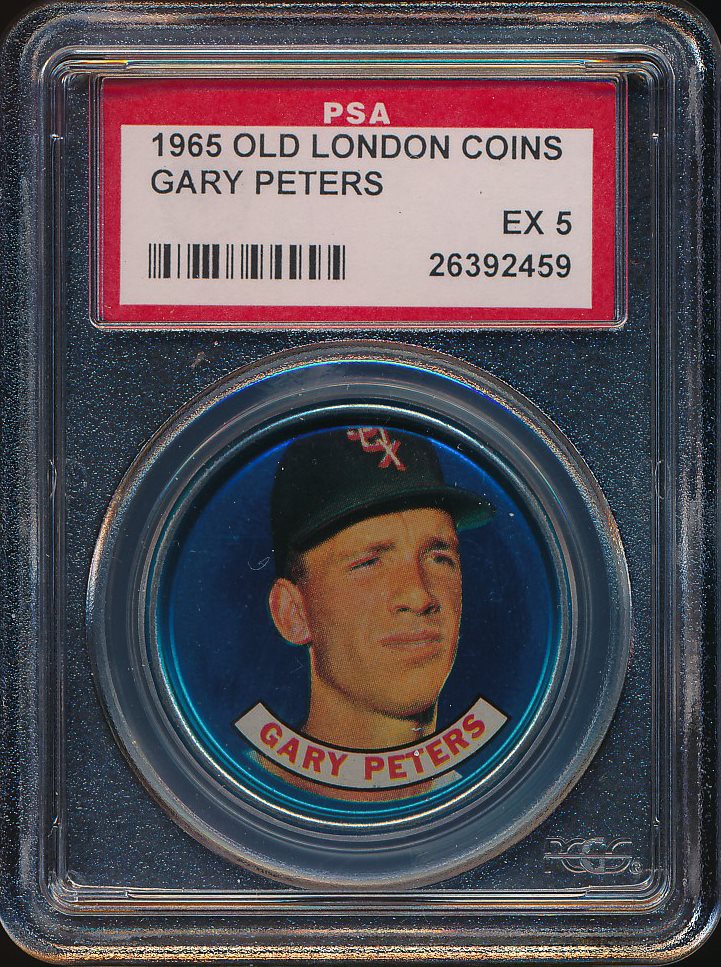 PSA
1965 OLD LONDON COINS
GARY PETERS
EX 5
26392459
SOX
GARY PETERS
PCGS